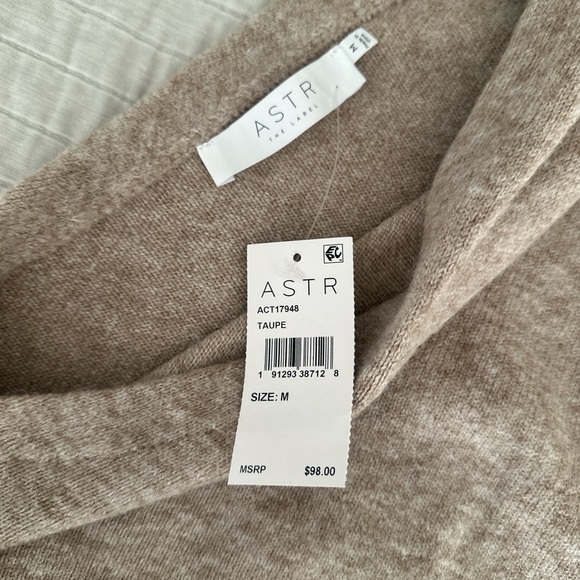 ASTR
THE LABEL
M
ASTR
ACT17948
TAUPE
1 91293 38712 8
SIZE: M
MSRP $98.00